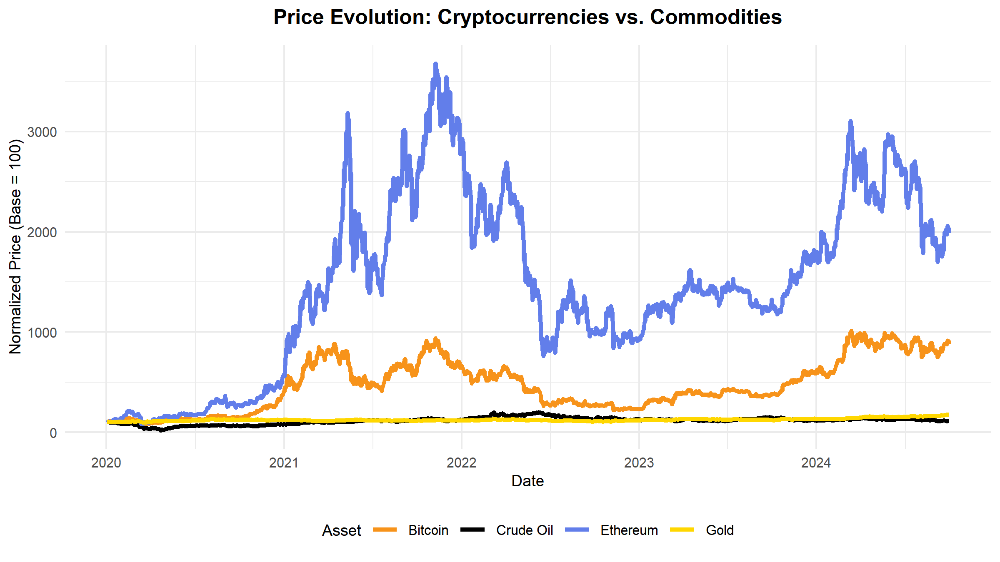 Price Evolution: Cryptocurrencies vs. Commodities
Normalized Price (Base = 100)
3000
2000
1000
0
2020 2021 2022 2023 2024
Date
Asset Bitcoin Crude Oil Ethereum Gold